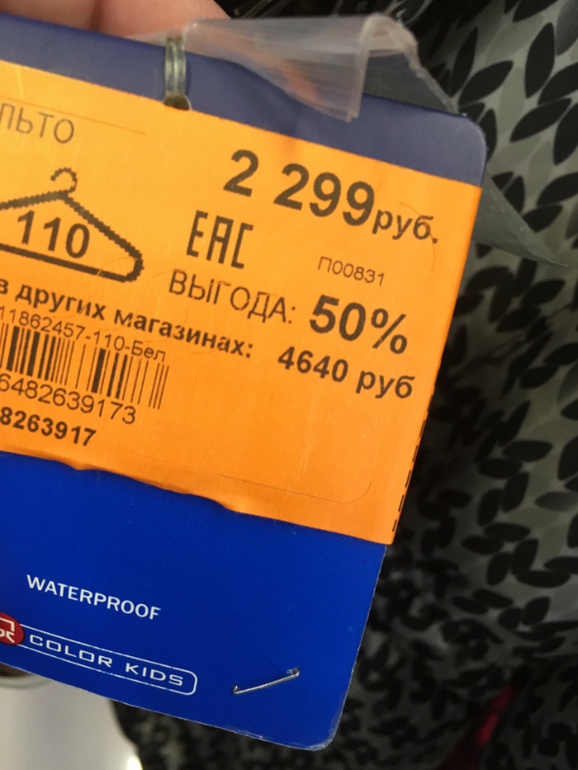 ПЬТО
2 299руб.
110
ЕАС
П00831
ВЫГОДА: 50%
в других магазинах: 4640 руб
11862457-110-Бел
6482639173
8263917
WATERPROOF
COLOR KIDS